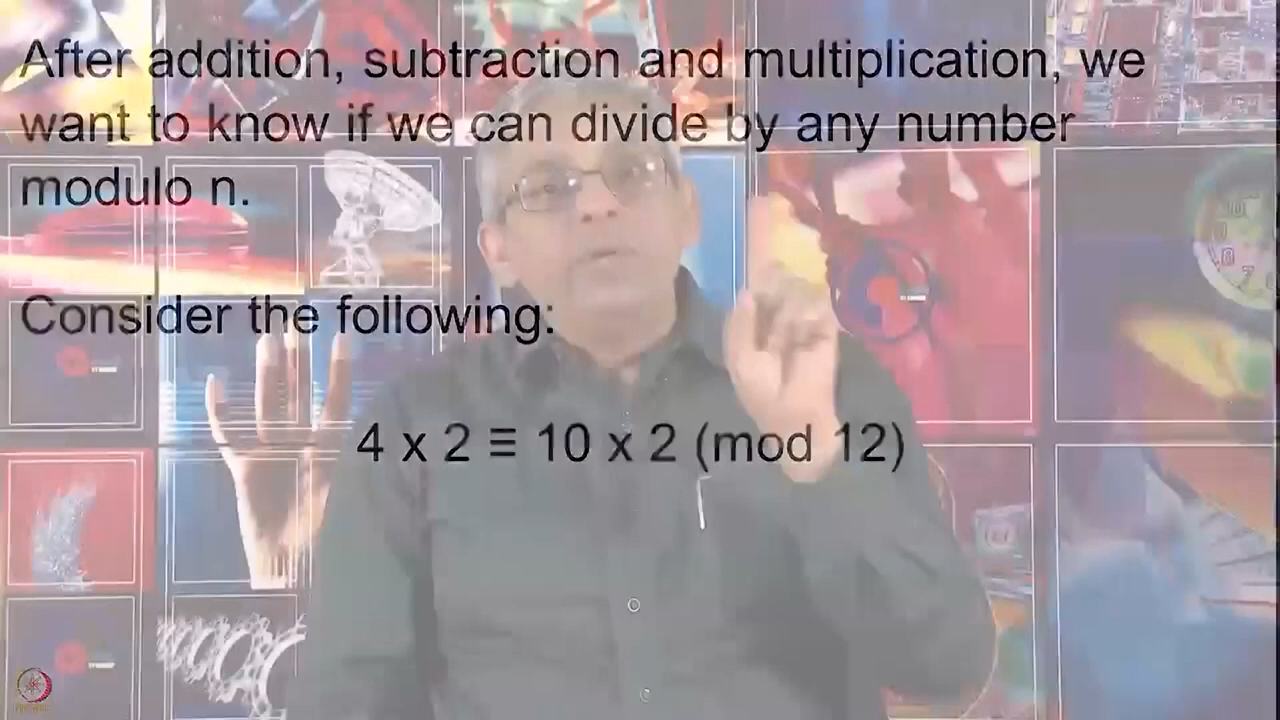 After addition, subtraction and multiplication, we
want to know if we can divide by any number
modulo n.
Consider the following:
4 x 2 ≡ 10 x 2 (mod 12)